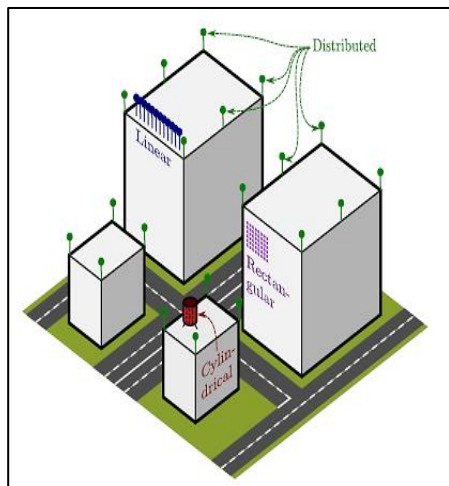 Distributed
Linear
Rectan-
gular
Cylin-
drical